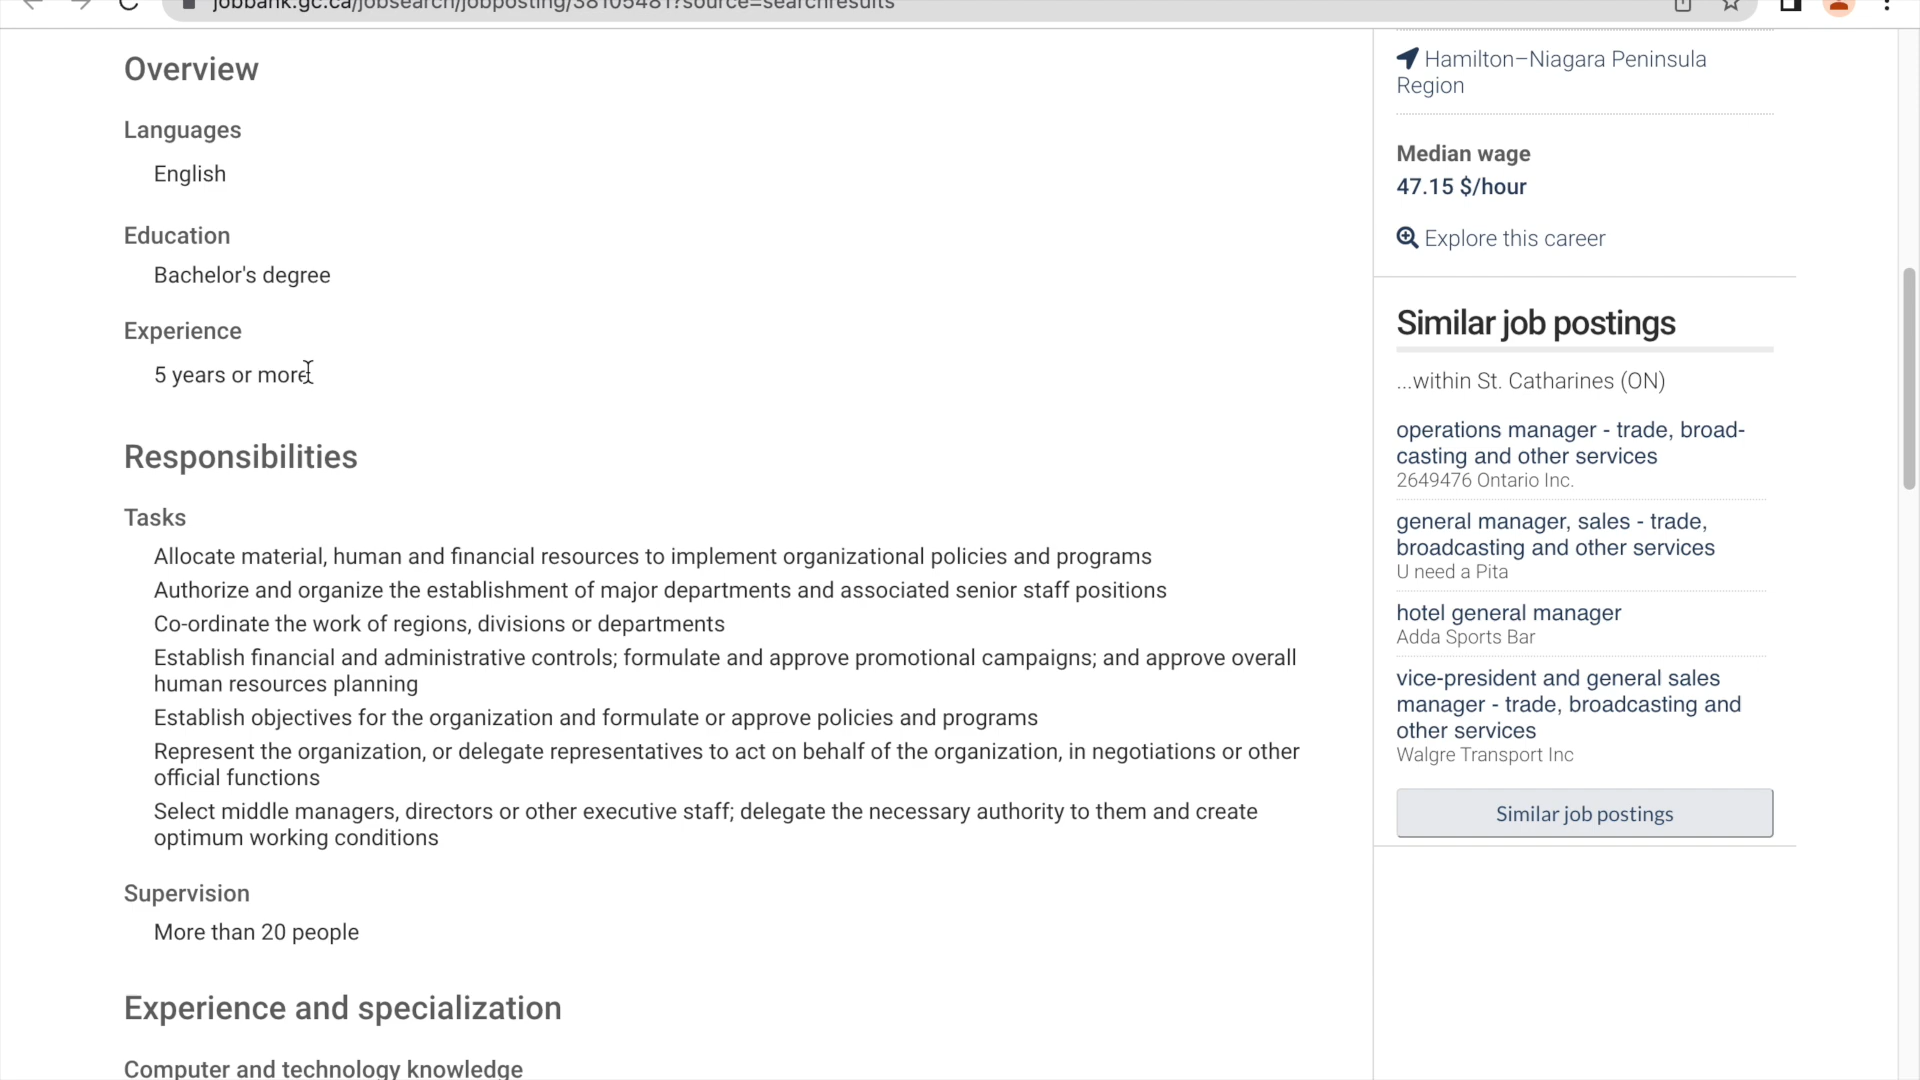 jobbank.gc.ca/jobsearch/jobposting/38105481?source=searchresults
Overview
Languages
English
Education
Bachelor's degree
Experience
5 years or more
Responsibilities
Tasks
Allocate material, human and financial resources to implement organizational policies and programs
Authorize and organize the establishment of major departments and associated senior staff positions
Co-ordinate the work of regions, divisions or departments
Establish financial and administrative controls; formulate and approve promotional campaigns; and approve overall
human resources planning
Establish objectives for the organization and formulate or approve policies and programs
Represent the organization, or delegate representatives to act on behalf of the organization, in negotiations or other
official functions
Select middle managers, directors or other executive staff; delegate the necessary authority to them and create
optimum working conditions
Supervision
More than 20 people
Experience and specialization
Computer and technology knowledge
Hamilton–Niagara Peninsula
Region
Median wage
47.15 $/hour
Explore this career
Similar job postings
...within St. Catharines (ON)
operations manager - trade, broad-
casting and other services
2649476 Ontario Inc.
general manager, sales - trade,
broadcasting and other services
U need a Pita
hotel general manager
Adda Sports Bar
vice-president and general sales
manager - trade, broadcasting and
other services
Walgre Transport Inc
Similar job postings